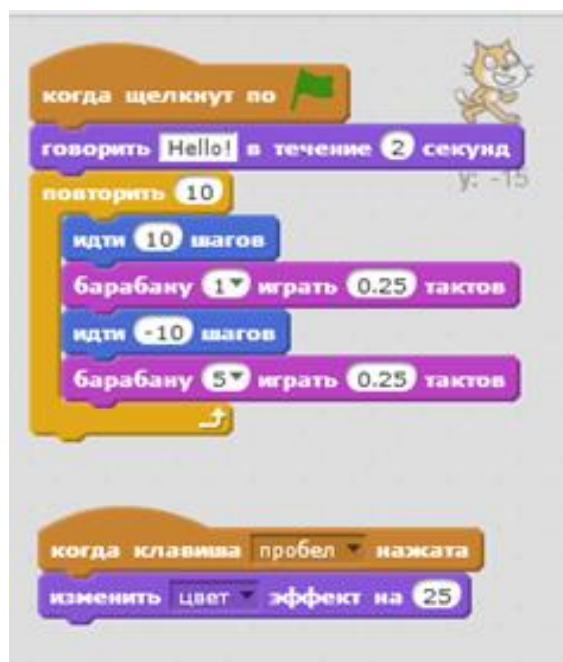 когда щелкнут по
говорить Hello! в течение 2 секунд
y: -15
повторить 10
идти 10 шагов
барабану 1 играть 0.25 тактов
идти -10 шагов
барабану 5 играть 0.25 тактов
когда клавиша пробел нажата
изменить цвет эффект на 25